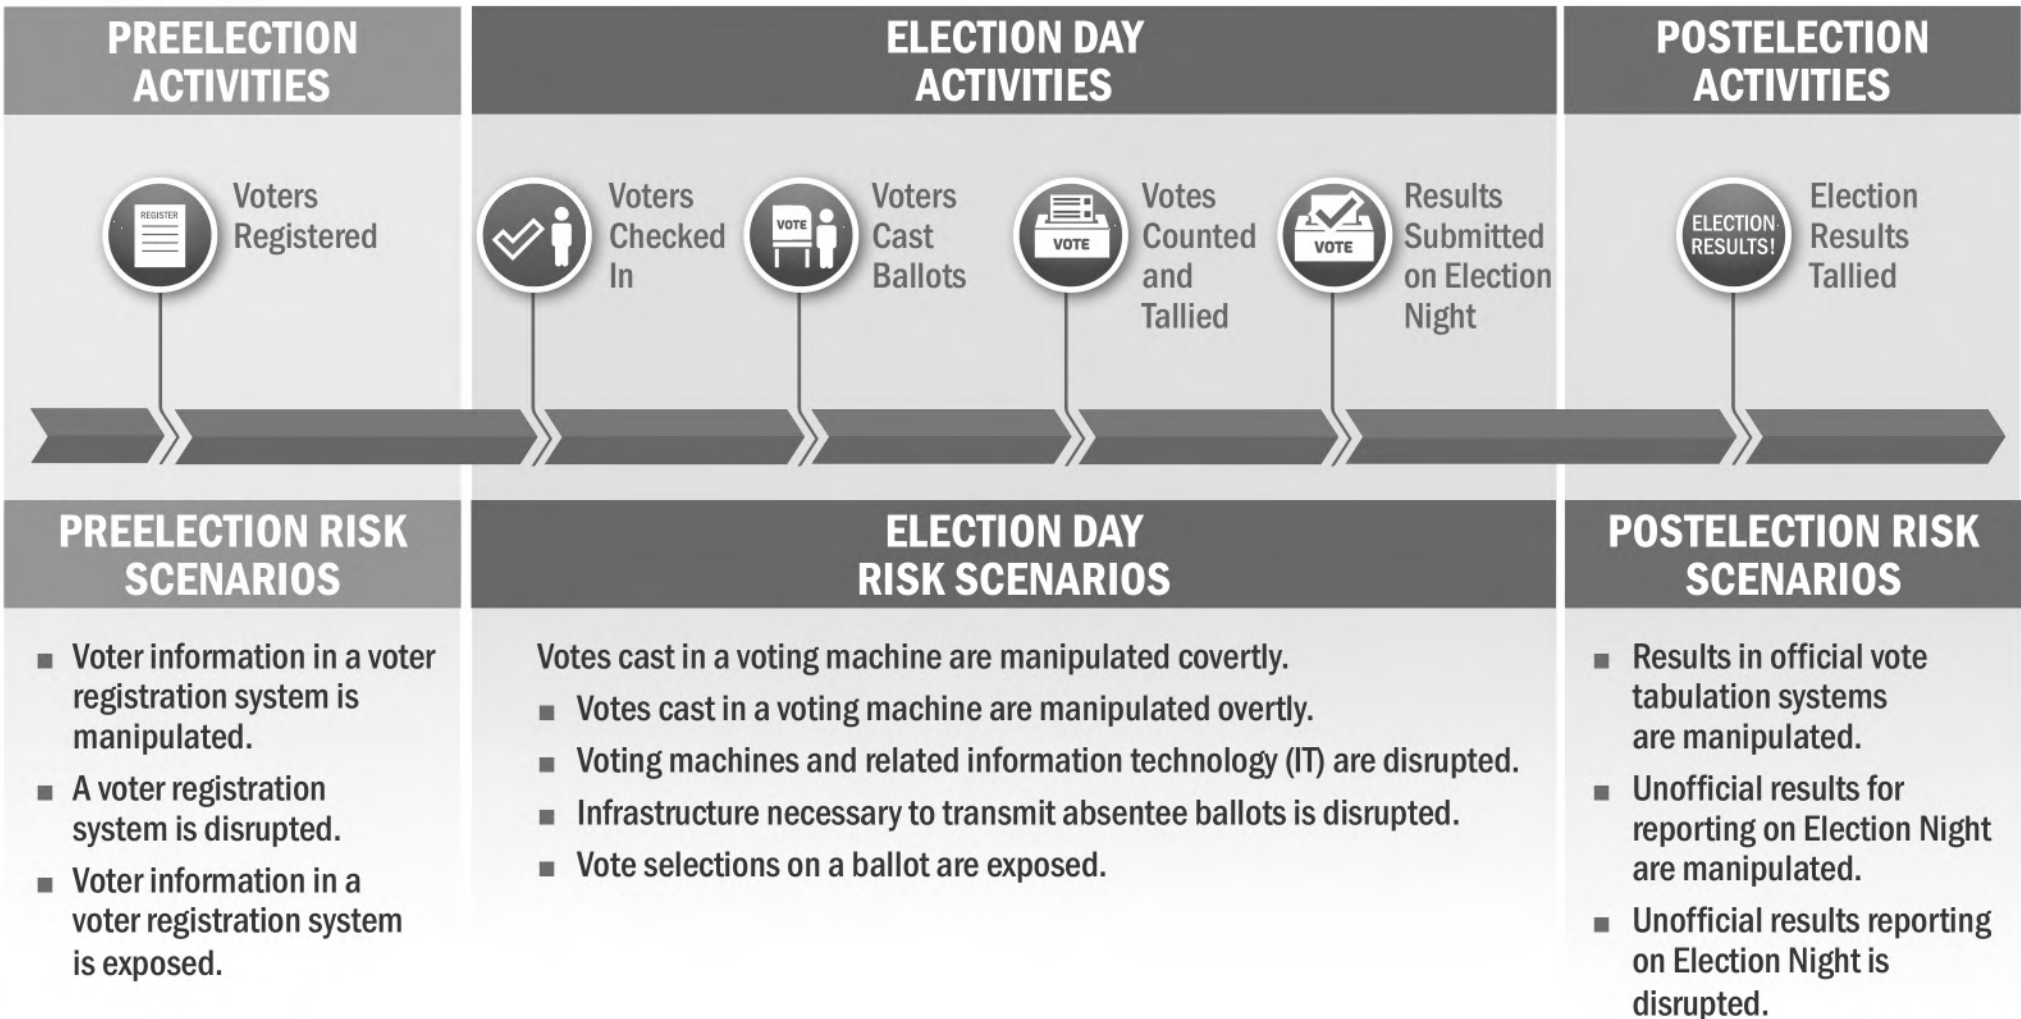 PREELECTION
ACTIVITIES
ELECTION DAY
ACTIVITIES
POSTELECTION
ACTIVITIES
REGISTER
Voters
Registered
Voters
Checked
In
VOTE
Voters
Cast
Ballots
VOTE
Votes
Counted
and
Tallied
VOTE
Results
Submitted
on Election
Night
ELECTION
RESULTS!
Election
Results
Tallied
PREELECTION RISK
SCENARIOS
■ Voter information in a voter
registration system is
manipulated.
■ A voter registration
system is disrupted.
■ Voter information in a
voter registration system
is exposed.
ELECTION DAY
RISK SCENARIOS
Votes cast in a voting machine are manipulated covertly.
■ Votes cast in a voting machine are manipulated overtly.
■ Voting machines and related information technology (IT) are disrupted.
■ Infrastructure necessary to transmit absentee ballots is disrupted.
■ Vote selections on a ballot are exposed.
POSTELECTION RISK
SCENARIOS
■ Results in official vote
tabulation systems
are manipulated.
■ Unofficial results for
reporting on Election Night
are manipulated.
■ Unofficial results reporting
on Election Night is
disrupted.